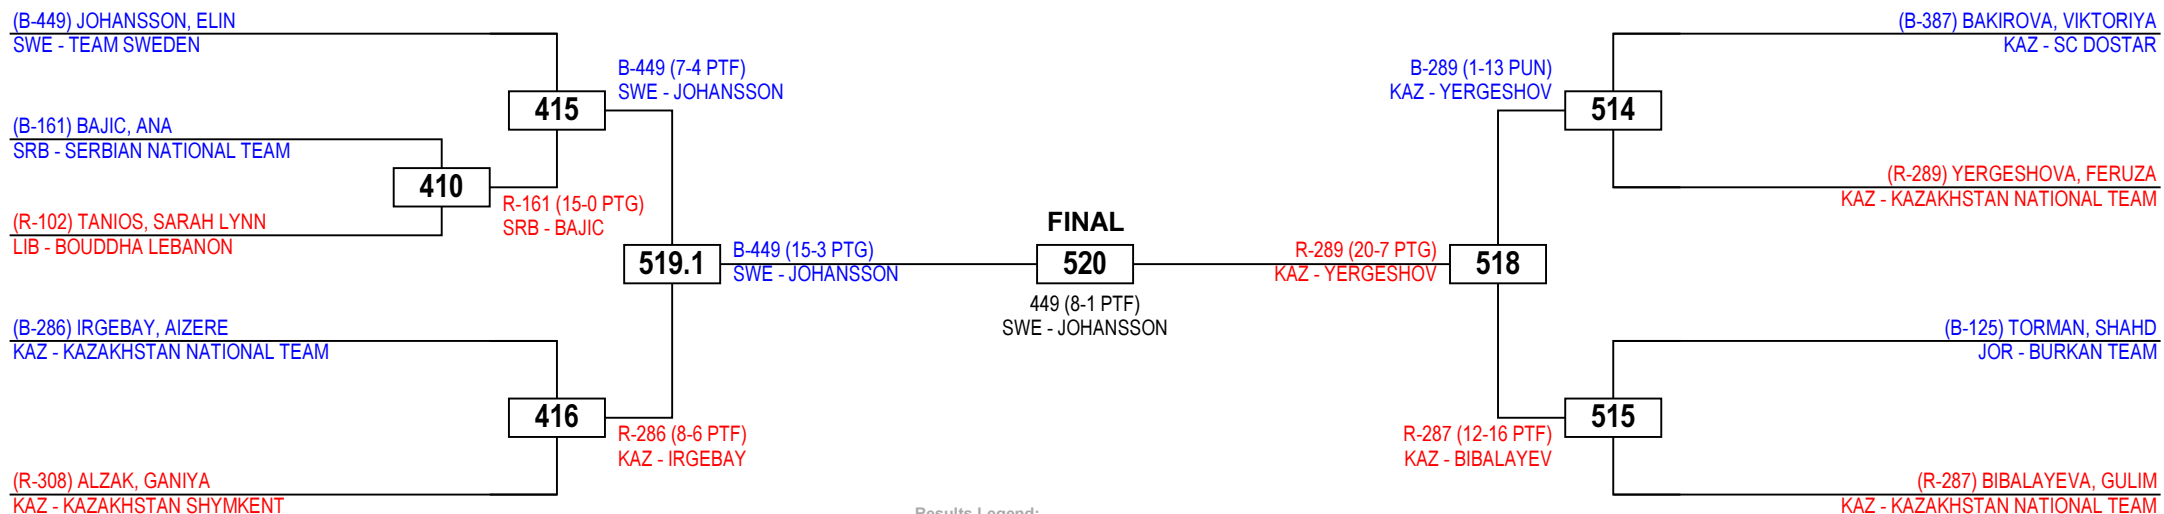 (B-449) JOHANSSON, ELIN
SWE - TEAM SWEDEN
B-449 (7-4 PTF)
SWE - JOHANSSON
415
(B-161) BAJIC, ANA
SRB - SERBIAN NATIONAL TEAM
410
R-161 (15-0 PTG)
SRB - BAJIC
(R-102) TANIOS, SARAH LYNN
LIB - BOUDDHA LEBANON
519.1
B-449 (15-3 PTG)
SWE - JOHANSSON
(B-286) IRGEBAY, AIZERE
KAZ - KAZAKHSTAN NATIONAL TEAM
416
R-286 (8-6 PTF)
KAZ - IRGEBAY
(R-308) ALZAK, GANIYA
KAZ - KAZAKHSTAN SHYMKENT
FINAL
520
449 (8-1 PTF)
SWE - JOHANSSON
Results Legend:
(B-387) BAKIROVA, VIKTORIYA
KAZ - SC DOSTAR
B-289 (1-13 PUN)
KAZ - YERGESHOV
514
(R-289) YERGESHOVA, FERUZA
KAZ - KAZAKHSTAN NATIONAL TEAM
R-289 (20-7 PTG)
KAZ - YERGESHOV
518
(B-125) TORMAN, SHAHD
JOR - BURKAN TEAM
515
R-287 (12-16 PTF)
KAZ - BIBALAYEV
(R-287) BIBALAYEVA, GULIM
KAZ - KAZAKHSTAN NATIONAL TEAM